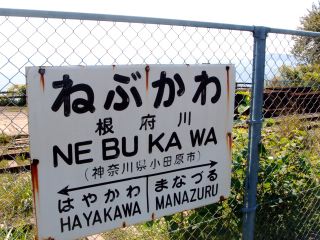 ねぶかわ
根府川
NE BU KA WA
(神奈川県小田原市)
はやかわ まなづる
HAYAKAWA MANAZURU